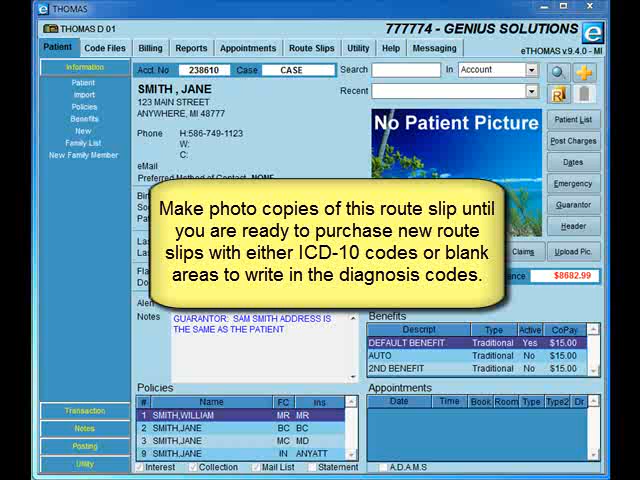 THOMAS
THOMAS D 01
777774 - GENIUS SOLUTIONS
Patient Code Files Billing Reports Appointments Route Slips Utility Help Messaging
eTHOMAS v.9.4.0 - MI
Information
Patient
Import
Policies
Benefits
New
Family List
New Family Member
Transaction
Notes
Posting
Utility
Acct. No 238610 Case CASE
Search In Account
Recent
SMITH , JANE
123 MAIN STREET
ANYWHERE, MI 48777
Phone H:586-749-1123
W:
C:
eMail
Preferred Method of Contact NONE
No Patient Picture
Patient List
Post Charges
Dates
Emergency
Guarantor
Header
Claims Upload Pic.
$8682.99
Make photo copies of this route slip until
you are ready to purchase new route
slips with either ICD-10 codes or blank
areas to write in the diagnosis codes.
Notes
GUARANTOR: SAM SMITH ADDRESS IS
THE SAME AS THE PATIENT
Benefits
Descript Type Active CoPay
DEFAULT BENEFIT Traditional Yes $15.00
AUTO Traditional No $15.00
2ND BENEFIT Traditional No $15.00
Policies
# Name FC Ins
1 SMITH,WILLIAM MR MR
2 SMITH,JANE BC BC
3 SMITH,JANE MC MD
9 SMITH,JANE IN ANYATT
Appointments
Date Time Book Room Type Type2 Dr
Interest Collection Mail List Statement A.D.A.M.S